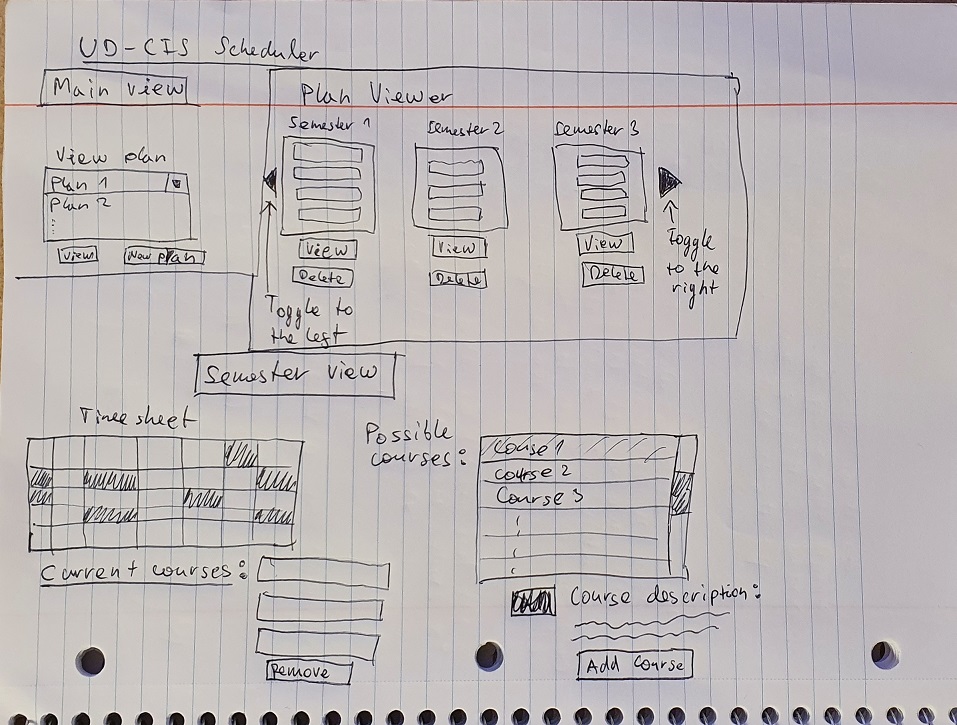 UD-CIS Scheduler
Main view
Plan Viewer
Semester 1
Semester 2
Semester 3
View plan
Plan 1
Plan 2
View
New plan
View
View
View
Delete
Delete
Delete
Toggle to
the left
Toggle
to the
right
Semester view
Time sheet
Possible
courses:
Course 1
Course 2
Course 3
Current courses:
Remove
Course description:
Add course